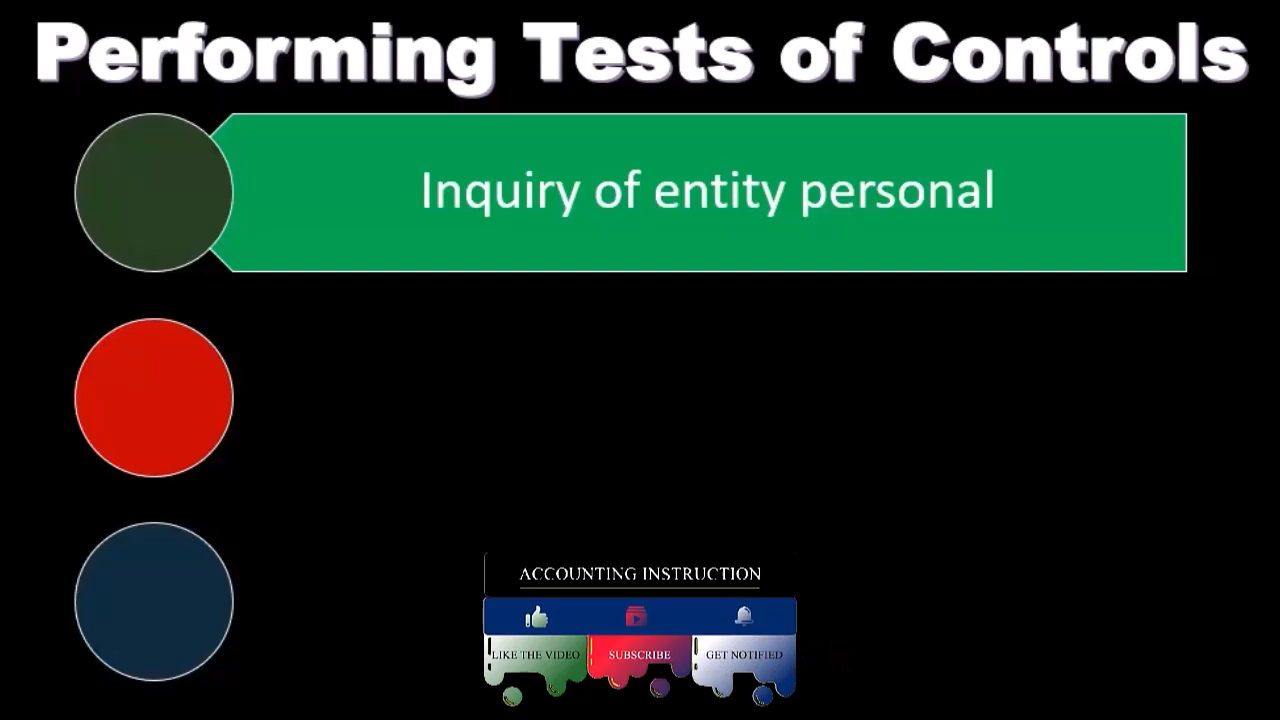 Performing Tests of Controls
Inquiry of entity personal
ACCOUNTING INSTRUCTION
LIKE THE VIDEO
SUBSCRIBE
GET NOTIFIED